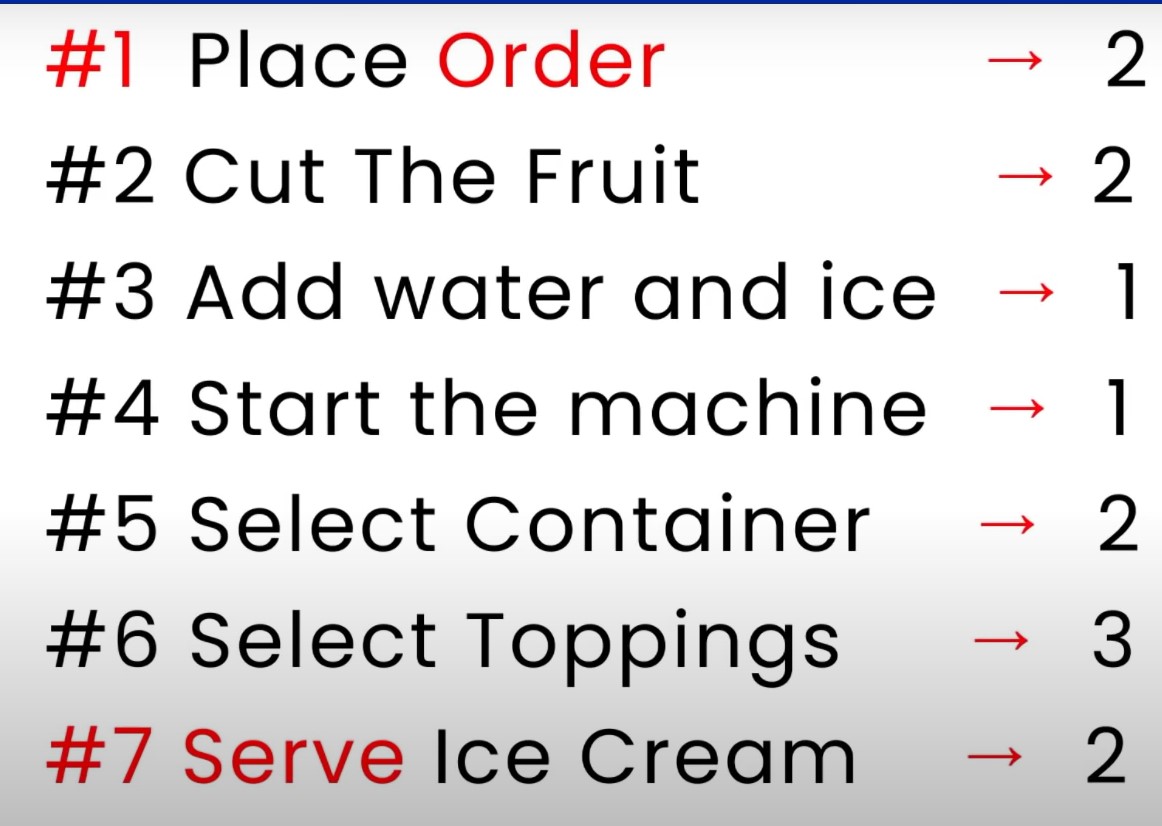 #1 Place Order → 2
#2 Cut The Fruit → 2
#3 Add water and ice → 1
#4 Start the machine → 1
#5 Select Container → 2
#6 Select Toppings → 3
#7 Serve Ice Cream → 2